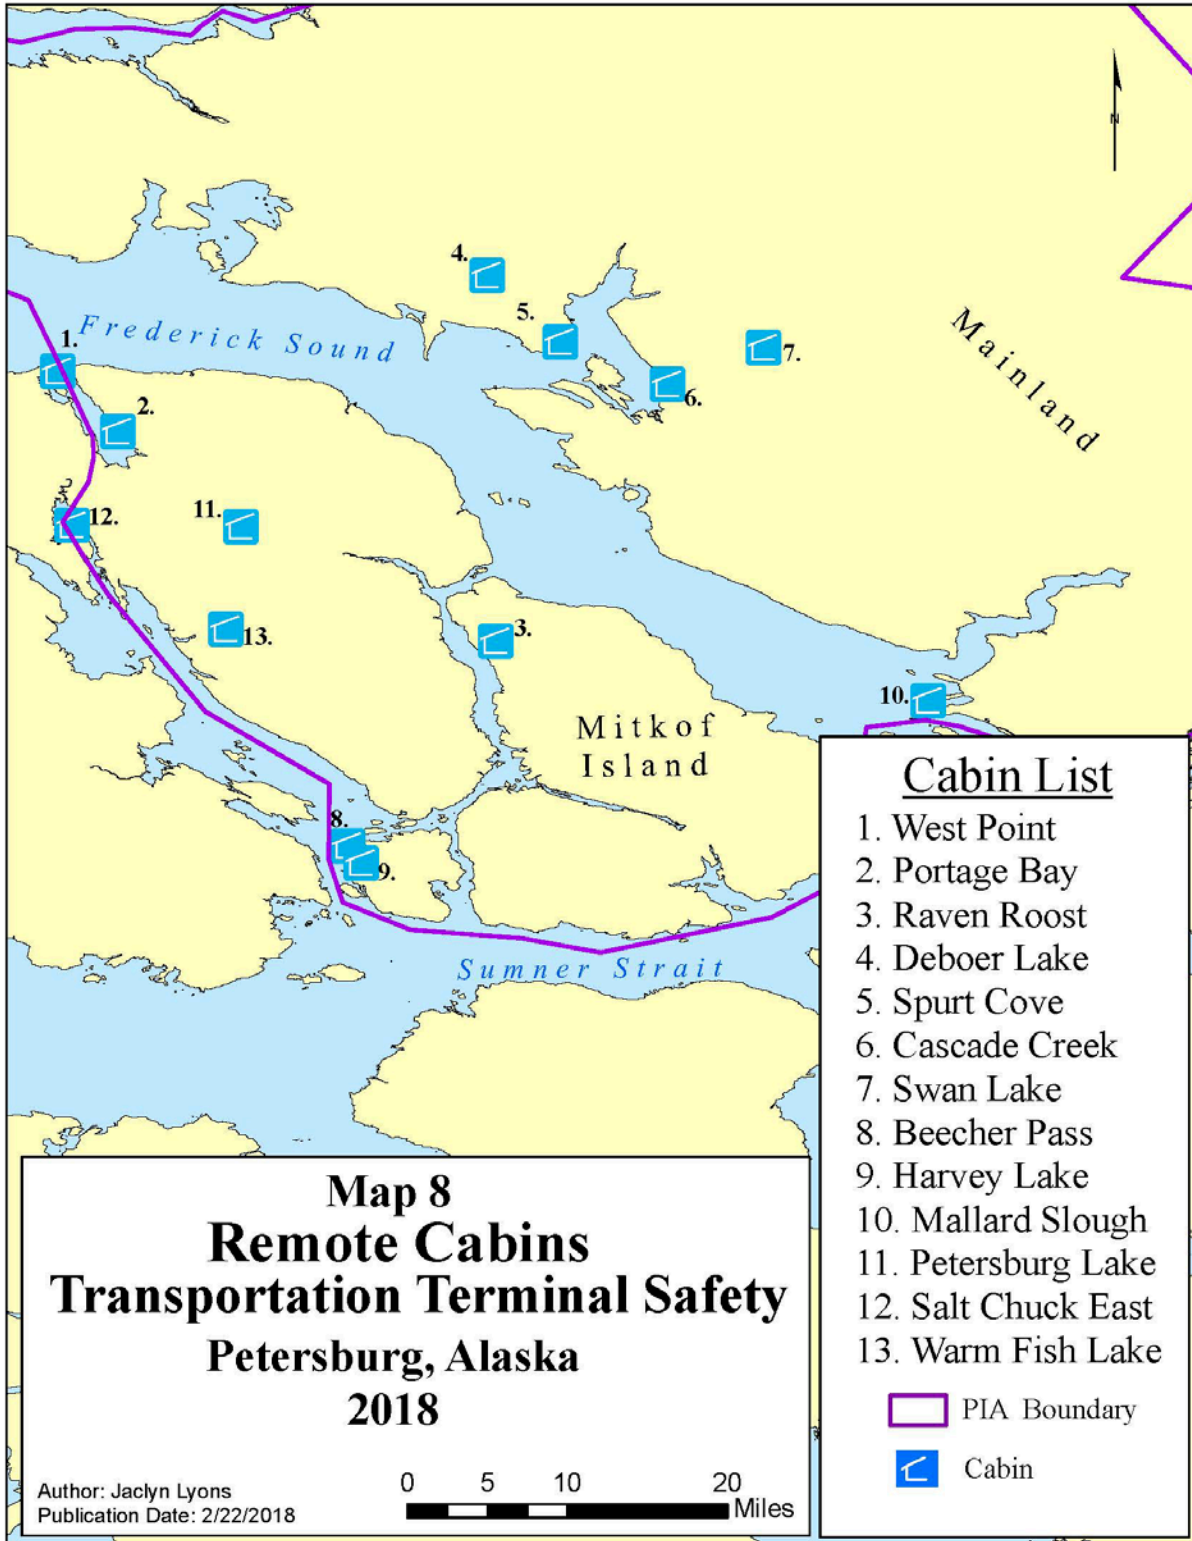 N
4.
5.
Frederick Sound
1.
7.
6.
Mainland
2.
12.
11.
13.
3.
10.
Mitkof
Island
8.
9.
Sumner Strait
Cabin List
1. West Point
2. Portage Bay
3. Raven Roost
4. Deboer Lake
5. Spurt Cove
6. Cascade Creek
7. Swan Lake
8. Beecher Pass
9. Harvey Lake
10. Mallard Slough
11. Petersburg Lake
12. Salt Chuck East
13. Warm Fish Lake
PIA Boundary
Cabin
Map 8
Remote Cabins
Transportation Terminal Safety
Petersburg, Alaska
2018
Author: Jaclyn Lyons
Publication Date: 2/22/2018
0 5 10 20
Miles